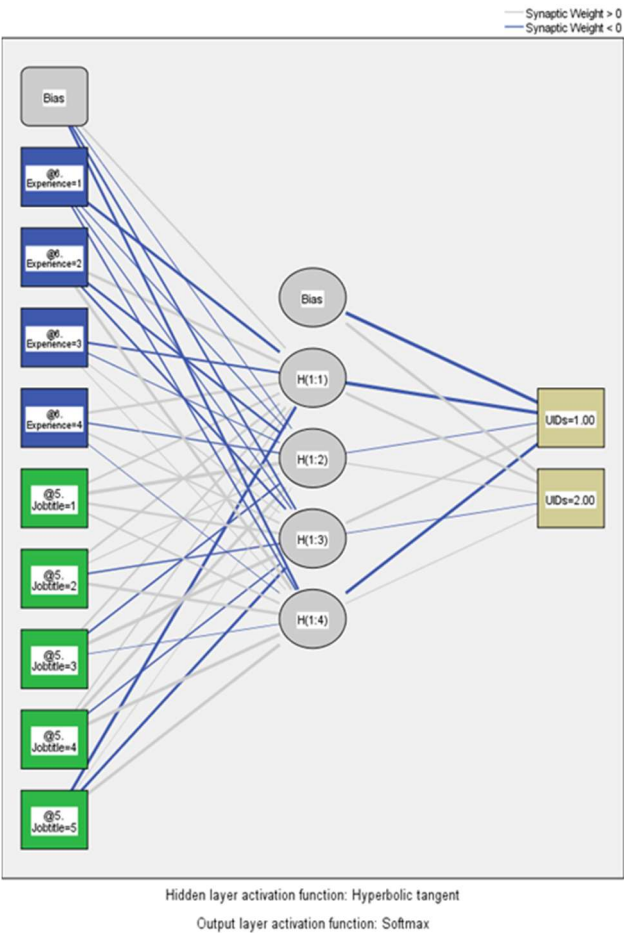 Synaptic Weight > 0
Synaptic Weight < 0
Bias
@6.
Experience=1
@6.
Experience=2
@6.
Experience=3
@6.
Experience=4
@5.
Jobtitle=1
@5.
Jobtitle=2
@5.
Jobtitle=3
@5.
Jobtitle=4
@5.
Jobtitle=5
Bias
H(1:1)
H(1:2)
H(1:3)
H(1:4)
UIDs=1.00
UIDs=2.00
Hidden layer activation function: Hyperbolic tangent
Output layer activation function: Softmax